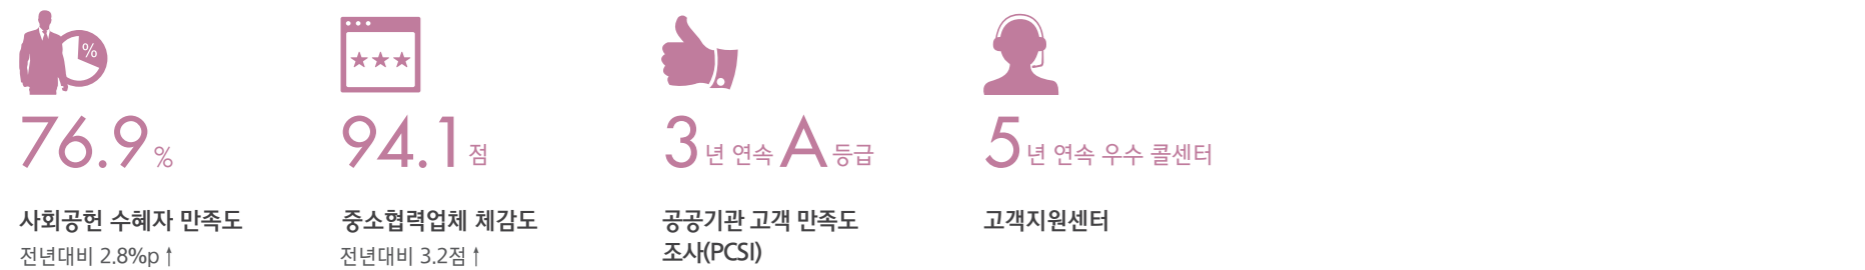 %
76.9 %
사회공헌 수혜자 만족도
전년대비 2.8%p ↑
94.1 점
중소협력업체 체감도
전년대비 3.2점 ↑
3 년 연속 A 등급
공공기관 고객 만족도
조사(PCSI)
5 년 연속 우수 콜센터
고객지원센터